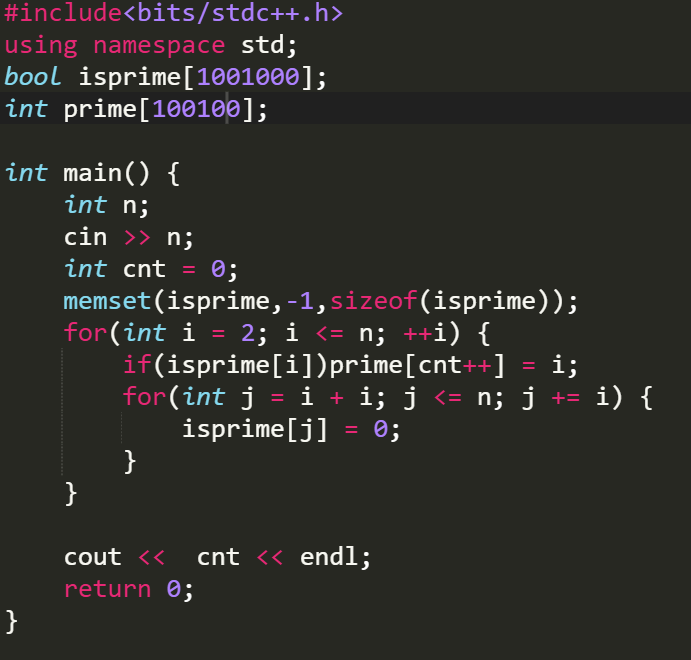 #include<bits/stdc++.h>
using namespace std;
bool isprime[1001000];
int prime[100100];

int main() {
    int n;
    cin >> n;
    int cnt = 0;
    memset(isprime,-1,sizeof(isprime));
    for(int i = 2; i <= n; ++i) {
        if(isprime[i])prime[cnt++] = i;
        for(int j = i + i; j <= n; j += i) {
            isprime[j] = 0;
        }
    }

    cout <<  cnt << endl;
    return 0;
}